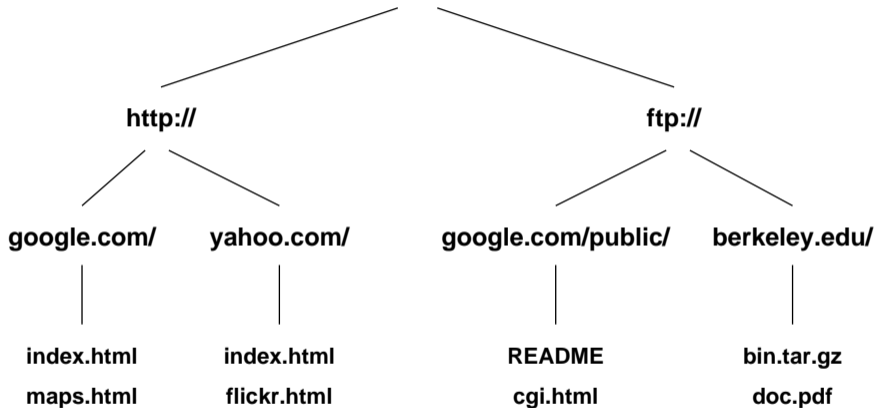 http:// ftp://
google.com/ yahoo.com/ google.com/public/ berkeley.edu/
index.html index.html README bin.tar.gz
maps.html flickr.html cgi.html doc.pdf